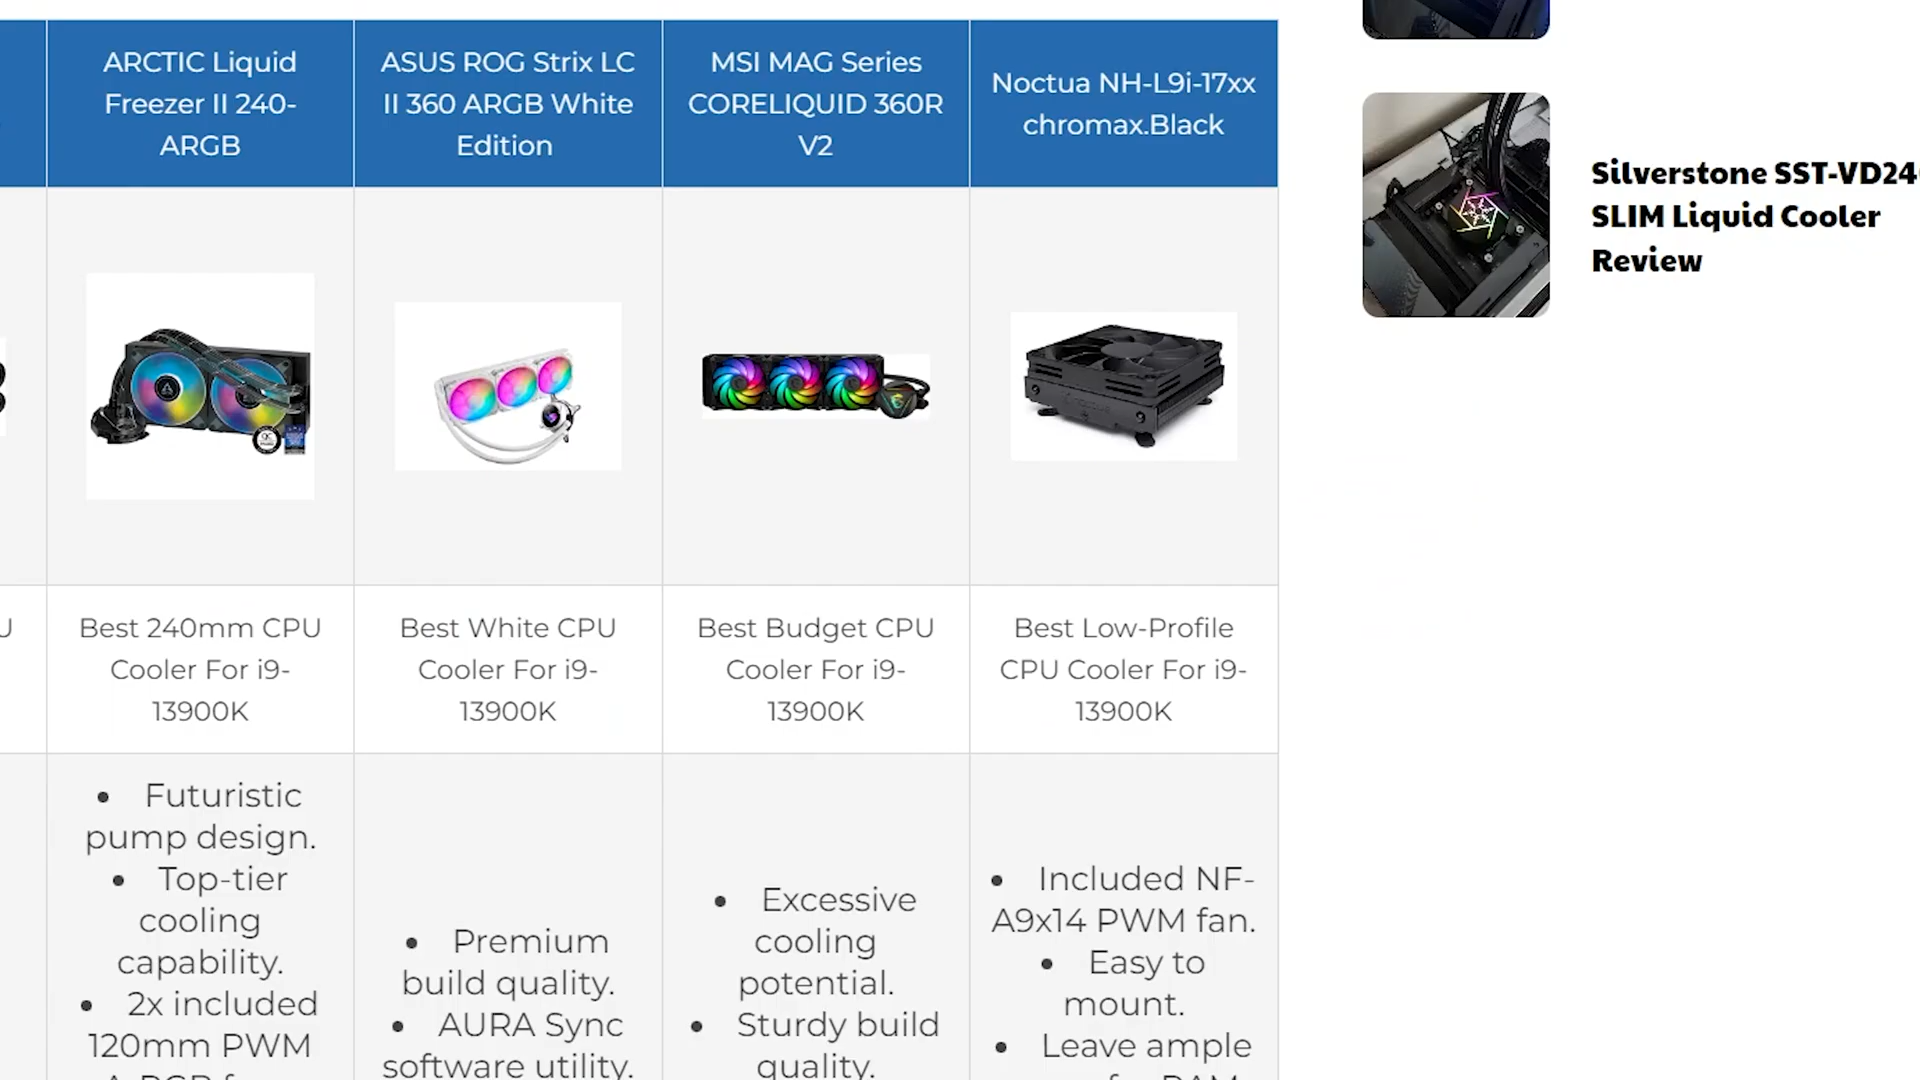 ARCTIC Liquid
Freezer II 240-
ARGB
ASUS ROG Strix LC
II 360 ARGB White
Edition
MSI MAG Series
CORELIQUID 360R
V2
Noctua NH-L9i-17xx
chromax.Black
Silverstone SST-VD24
SLIM Liquid Cooler
Review
U
Best 240mm CPU
Cooler For i9-
13900K
Best White CPU
Cooler For i9-
13900K
Best Budget CPU
Cooler For i9-
13900K
Best Low-Profile
CPU Cooler For i9-
13900K
• Futuristic
pump design.
• Top-tier
cooling
capability.
• 2x included
120mm PWM
• Premium
build quality.
• AURA Sync
software utility.
• Excessive
cooling
potential.
• Sturdy build
quality.
• Included NF-
A9x14 PWM fan.
• Easy to
mount.
• Leave ample